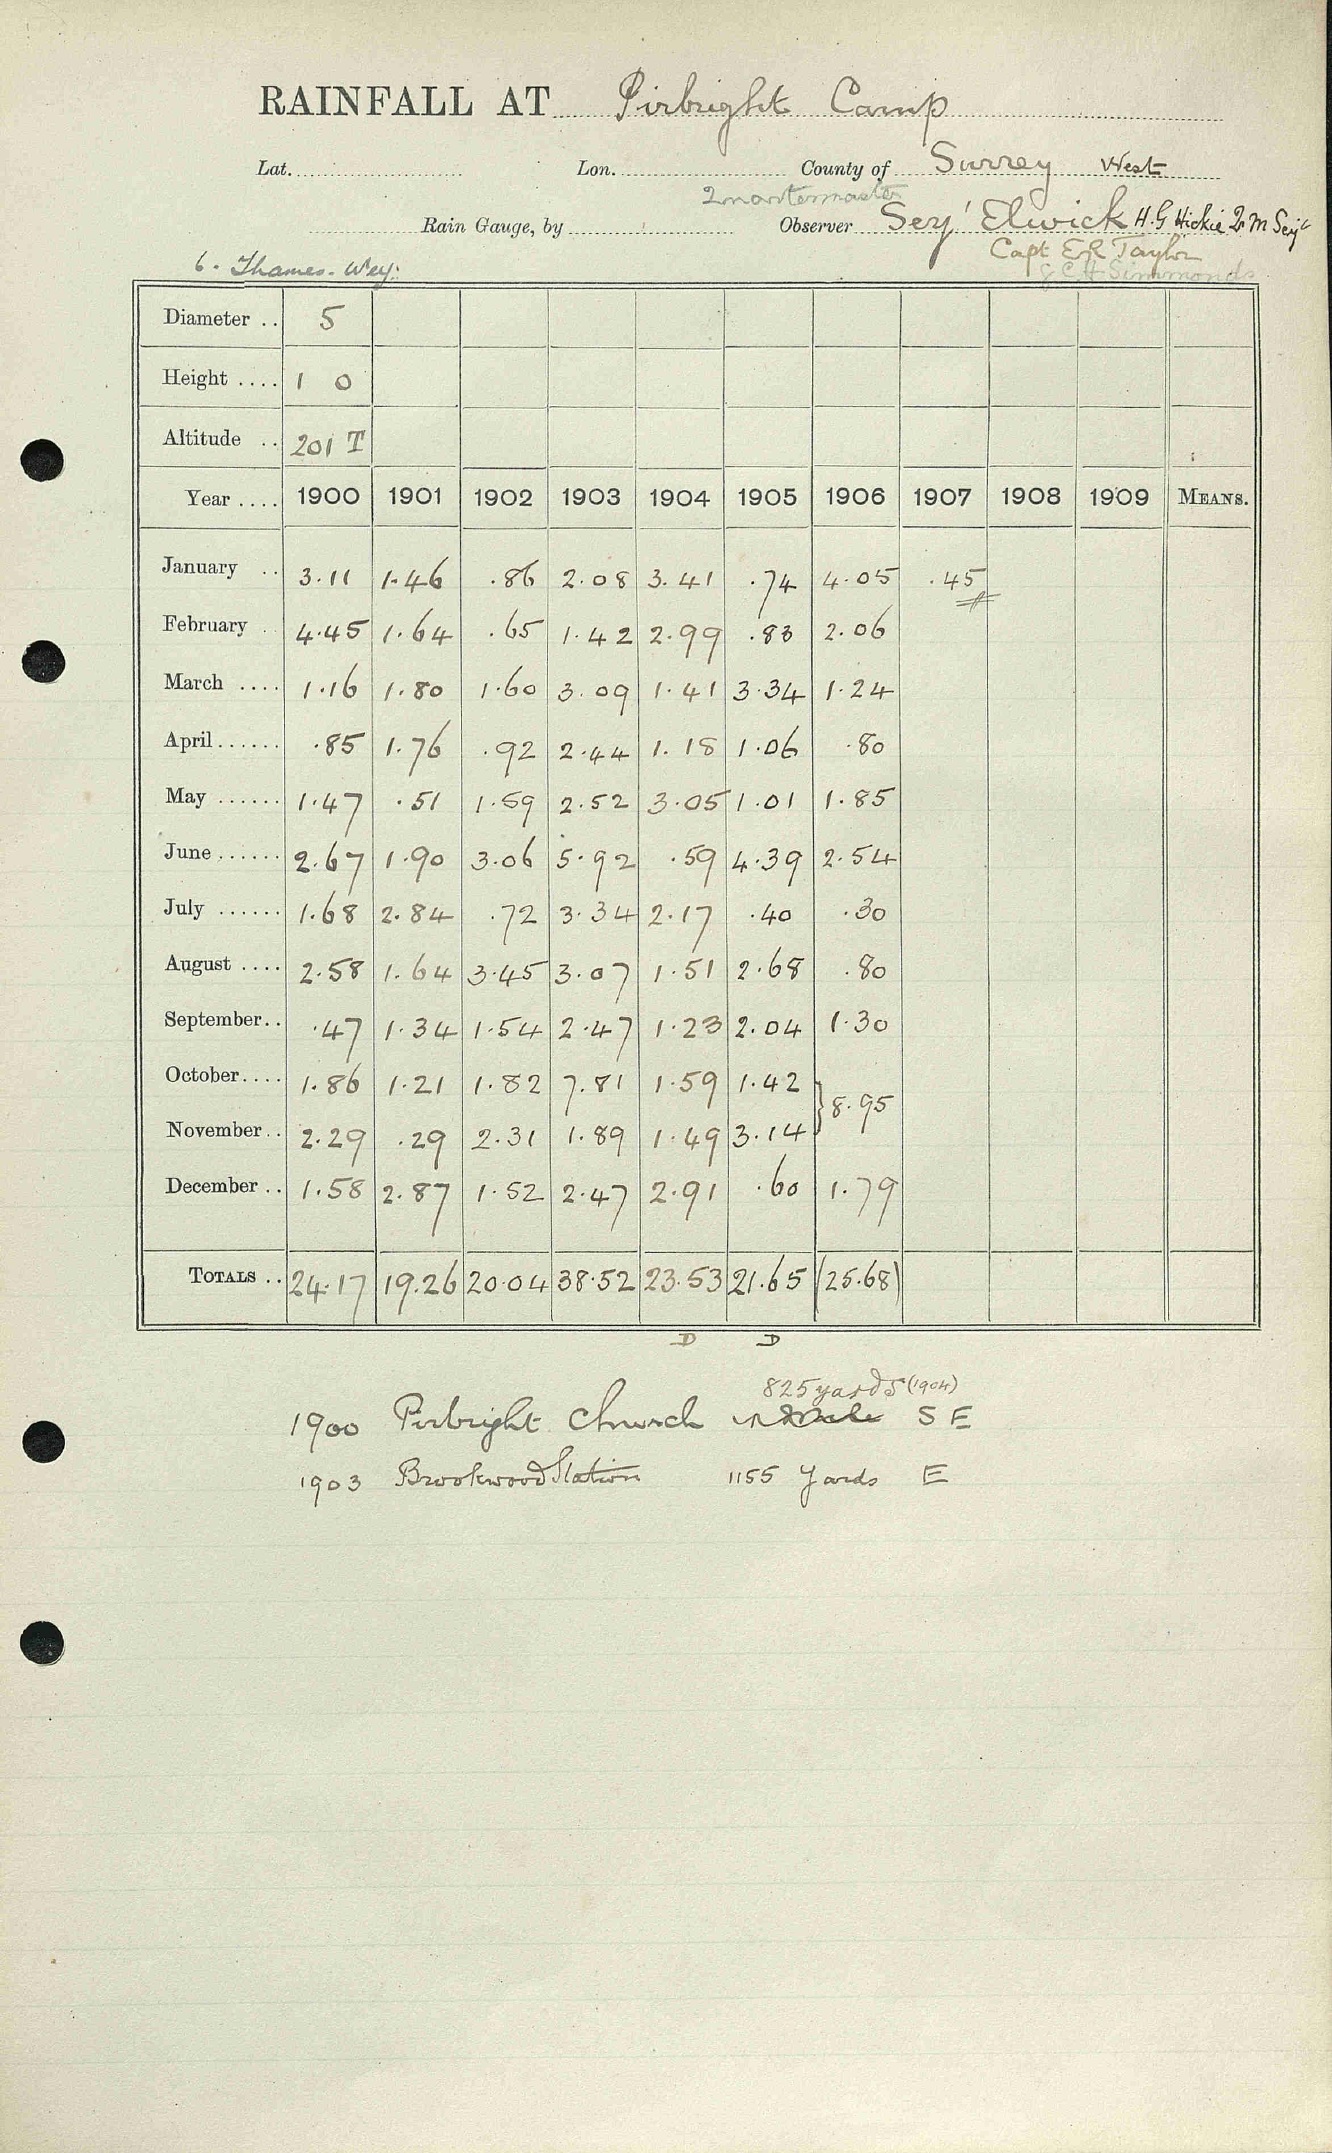 RAINFALL AT Pirbright Camp
Lat. Lon. County of Surrey West
Quartermaster
Rain Gauge, by Observer Serjt Elwick H.G Hickie Qr M Serjt
Capt E R Taylor
& C H Simmonds
6. Thames. Wey.
Diameter .. 5
Height .... 1 0
Altitude .. 201 T
Year .... 1900 1901 1902 1903 1904 1905 1906 1907 1908 1909 MEANS.
January .. 3.11 1.46 .86 2.08 3.41 .74 4.05 .45
February .. 4.45 1.64 .65 1.42 2.99 .83 2.06
March .... 1.16 1.80 1.60 3.09 1.41 3.34 1.24
April ...... .85 1.76 .92 2.44 1.18 1.06 .80
May ...... 1.47 .51 1.59 2.52 3.05 1.01 1.85
June ...... 2.67 1.90 3.06 5.92 .59 4.39 2.54
July ...... 1.68 2.84 .72 3.34 2.17 .40 .30
August .... 2.58 1.64 3.45 3.07 1.51 2.68 .80
September .. .47 1.34 1.54 2.47 1.23 2.04 1.30
October .... 1.86 1.21 1.82 7.81 1.59 1.42
} 8.95
November .. 2.29 .29 2.31 1.89 1.49 3.14
December .. 1.58 2.87 1.52 2.47 2.91 .60 1.79
TOTALS .. 24.17 19.26 20.04 38.52 23.53 21.65 (25.68)
D D
825 yards (1904)
1900 Pirbright Church S E
1903 Brookwood Station 1155 Yards E